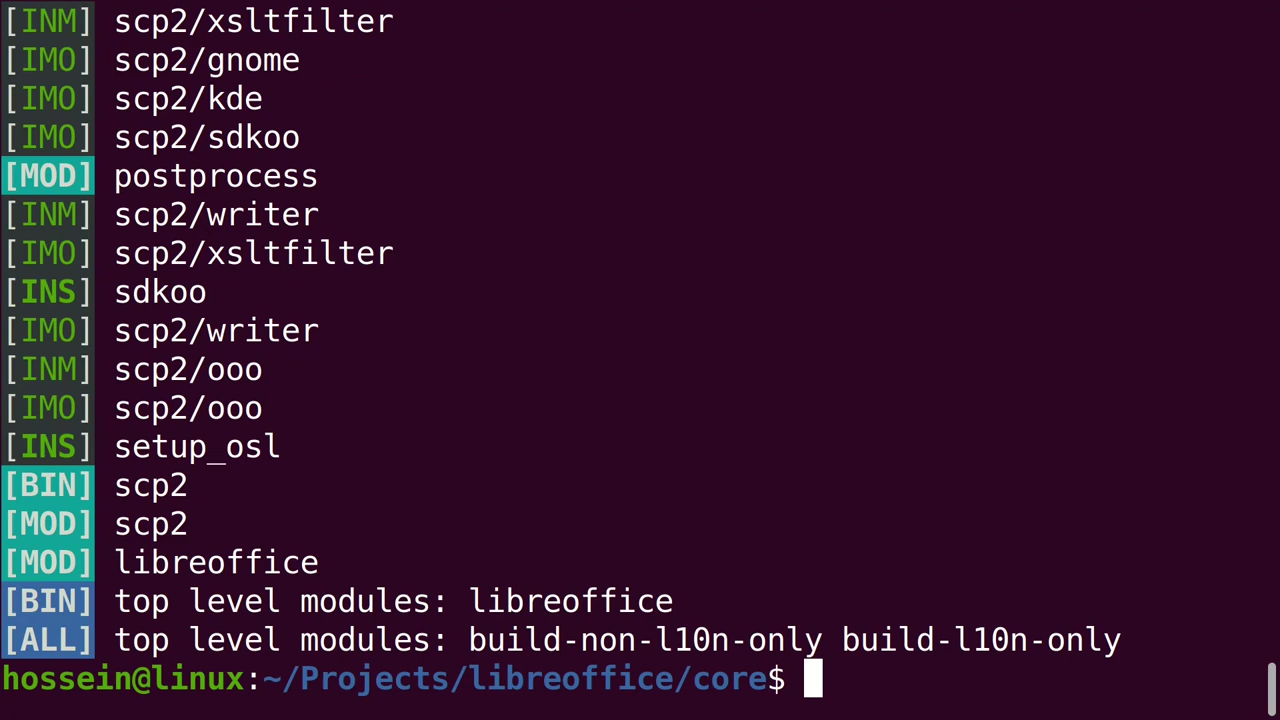 [INM] scp2/xsltfilter
[IMO] scp2/gnome
[IMO] scp2/kde
[IMO] scp2/sdkoo
[MOD] postprocess
[INM] scp2/writer
[IMO] scp2/xsltfilter
[INS] sdkoo
[IMO] scp2/writer
[INM] scp2/ooo
[IMO] scp2/ooo
[INS] setup_osl
[BIN] scp2
[MOD] scp2
[MOD] libreoffice
[BIN] top level modules: libreoffice
[ALL] top level modules: build-non-l10n-only build-l10n-only
hossein@linux:~/Projects/libreoffice/core$